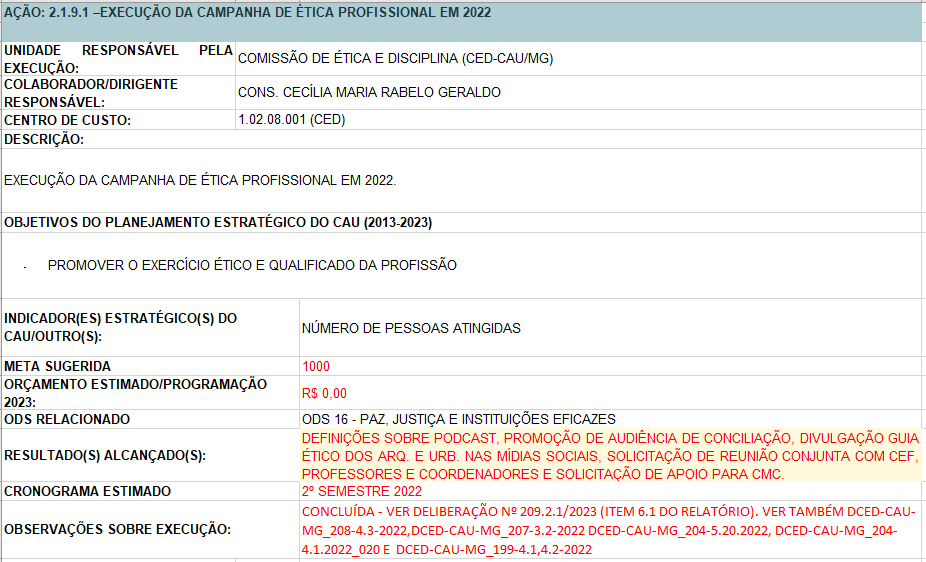 AÇÃO: 2.1.9.1 –EXECUÇÃO DA CAMPANHA DE ÉTICA PROFISSIONAL EM 2022
UNIDADE RESPONSÁVEL PELA
EXECUÇÃO:
COMISSÃO DE ÉTICA E DISCIPLINA (CED-CAU/MG)
COLABORADOR/DIRIGENTE
RESPONSÁVEL:
CONS. CECÍLIA MARIA RABELO GERALDO
CENTRO DE CUSTO:
1.02.08.001 (CED)
DESCRIÇÃO:
EXECUÇÃO DA CAMPANHA DE ÉTICA PROFISSIONAL EM 2022.
OBJETIVOS DO PLANEJAMENTO ESTRATÉGICO DO CAU (2013-2023)
- PROMOVER O EXERCÍCIO ÉTICO E QUALIFICADO DA PROFISSÃO
INDICADOR(ES) ESTRATÉGICO(S) DO
CAU/OUTRO(S):
NÚMERO DE PESSOAS ATINGIDAS
META SUGERIDA
1000
ORÇAMENTO ESTIMADO/PROGRAMAÇÃO
2023:
R$ 0,00
ODS RELACIONADO
ODS 16 - PAZ, JUSTIÇA E INSTITUIÇÕES EFICAZES
RESULTADO(S) ALCANÇADO(S):
DEFINIÇÕES SOBRE PODCAST, PROMOÇÃO DE AUDIÊNCIA DE CONCILIAÇÃO, DIVULGAÇÃO GUIA
ÉTICO DOS ARQ. E URB. NAS MÍDIAS SOCIAIS, SOLICITAÇÃO DE REUNIÃO CONJUNTA COM CEF,
PROFESSORES E COORDENADORES E SOLICITAÇÃO DE APOIO PARA CMC.
CRONOGRAMA ESTIMADO
2º SEMESTRE 2022
OBSERVAÇÕES SOBRE EXECUÇÃO:
CONCLUÍDA - VER DELIBERAÇÃO Nº 209.2.1/2023 (ITEM 6.1 DO RELATÓRIO). VER TAMBÉM DCED-CAU-
MG_208-4.3-2022,DCED-CAU-MG_207-3.2-2022 DCED-CAU-MG_204-5.20.2022, DCED-CAU-MG_204-
4.1.2022_020 E DCED-CAU-MG_199-4.1,4.2-2022